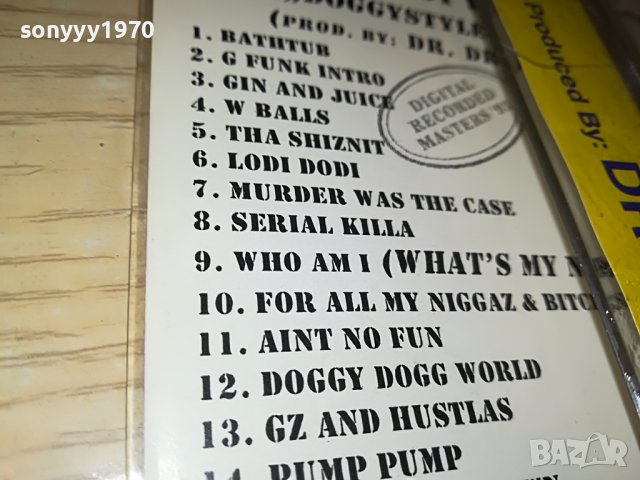 sonyyy1970
„DOGGYSTYLE
(PROD. BY: DR. DR
1. BATHTUB
2. G FUNK INTRO
3. GIN AND JUICE
4. W BALLS
5. THA SHIZNIT
6. LODI DODI
7. MURDER WAS THE CASE
8. SERIAL KILLA
9. WHO AM I (WHAT'S MY N
10. FOR ALL MY NIGGAZ & BITC
11. AINT NO FUN
12. DOGGY DOGG WORLD
13. GZ AND HUSTLAS
14. PUMP PUMP
DIGITAL
RECORDED
MASTERS
Produced By:
DR
BAZAR
bg